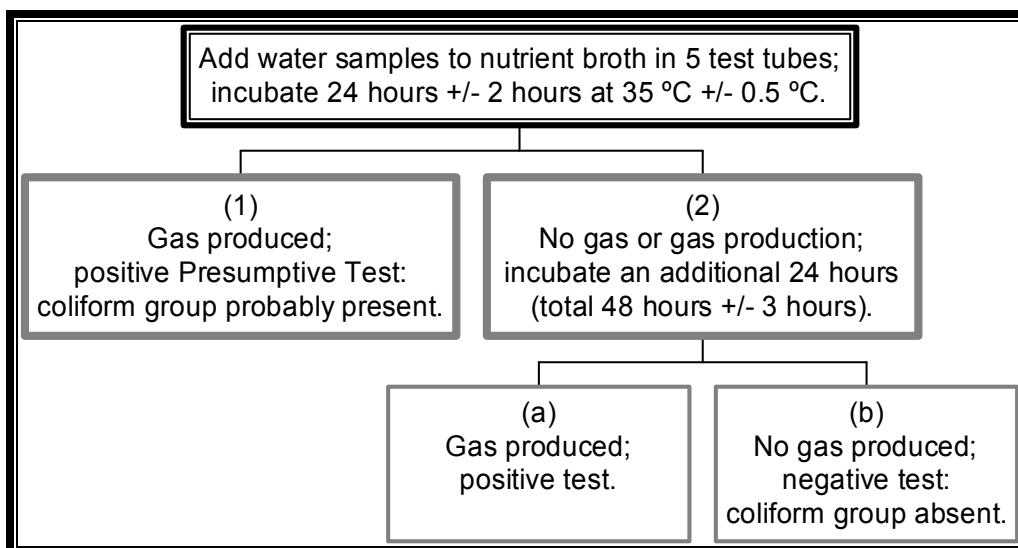 Add water samples to nutrient broth in 5 test tubes;
incubate 24 hours +/- 2 hours at 35 ºC +/- 0.5 ºC.
(1)
Gas produced;
positive Presumptive Test:
coliform group probably present.
(2)
No gas or gas production;
incubate an additional 24 hours
(total 48 hours +/- 3 hours).
(a)
Gas produced;
positive test.
(b)
No gas produced;
negative test:
coliform group absent.